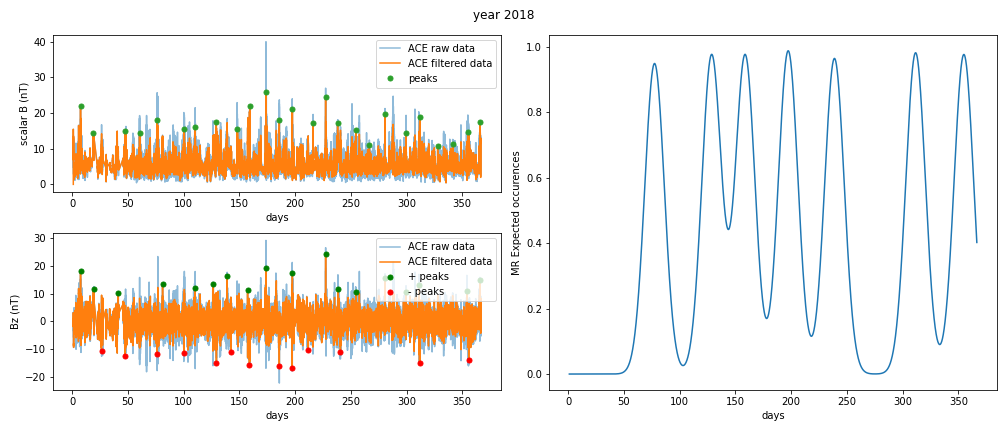 year 2018
scalar B (nT)
40
30
20
10
0
ACE raw data
ACE filtered data
peaks
0 50 100 150 200 250 300 350
days
Bz (nT)
30
20
10
0
−10
−20
ACE raw data
ACE filtered data
+ peaks
- peaks
0 50 100 150 200 250 300 350
days
MR Expected occurences
1.0
0.8
0.6
0.4
0.2
0.0
0 50 100 150 200 250 300 350
days